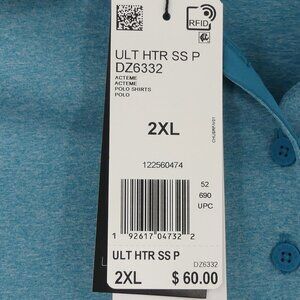 RFID
ULT HTR SS P
DZ6332
ACTEME
ACTEME
POLO SHIRTS
POLO
2XL
122560474
52
690
UPC
1 92617 04732 2
ULT HTR SS P
DZ6332
2XL
$ 60.00